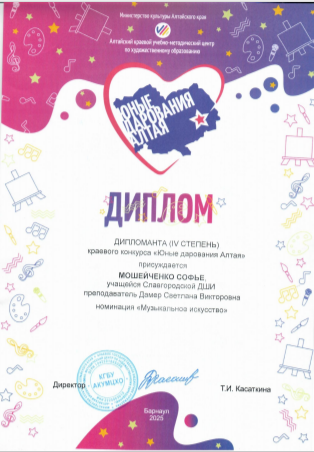 Министерство культуры Алтайского края
Алтайский краевой учебно-методический центр
по художественному образованию
ЮНЫЕ
ДАРОВАНИЯ
АЛТАЯ
ДИПЛОМ
ДИПЛОМАНТА (IV СТЕПЕНЬ)
краевого конкурса «Юные дарования Алтая»
присуждается
МОШЕЙЧЕНКО СОФЬЕ,
учащейся Славгородской ДШИ
преподаватель Дамер Светлана Викторовна
номинация «Музыкальное искусство»
Директор
КГБУ
АКУМЦХО
Т.И. Касаткина
Барнаул
2025